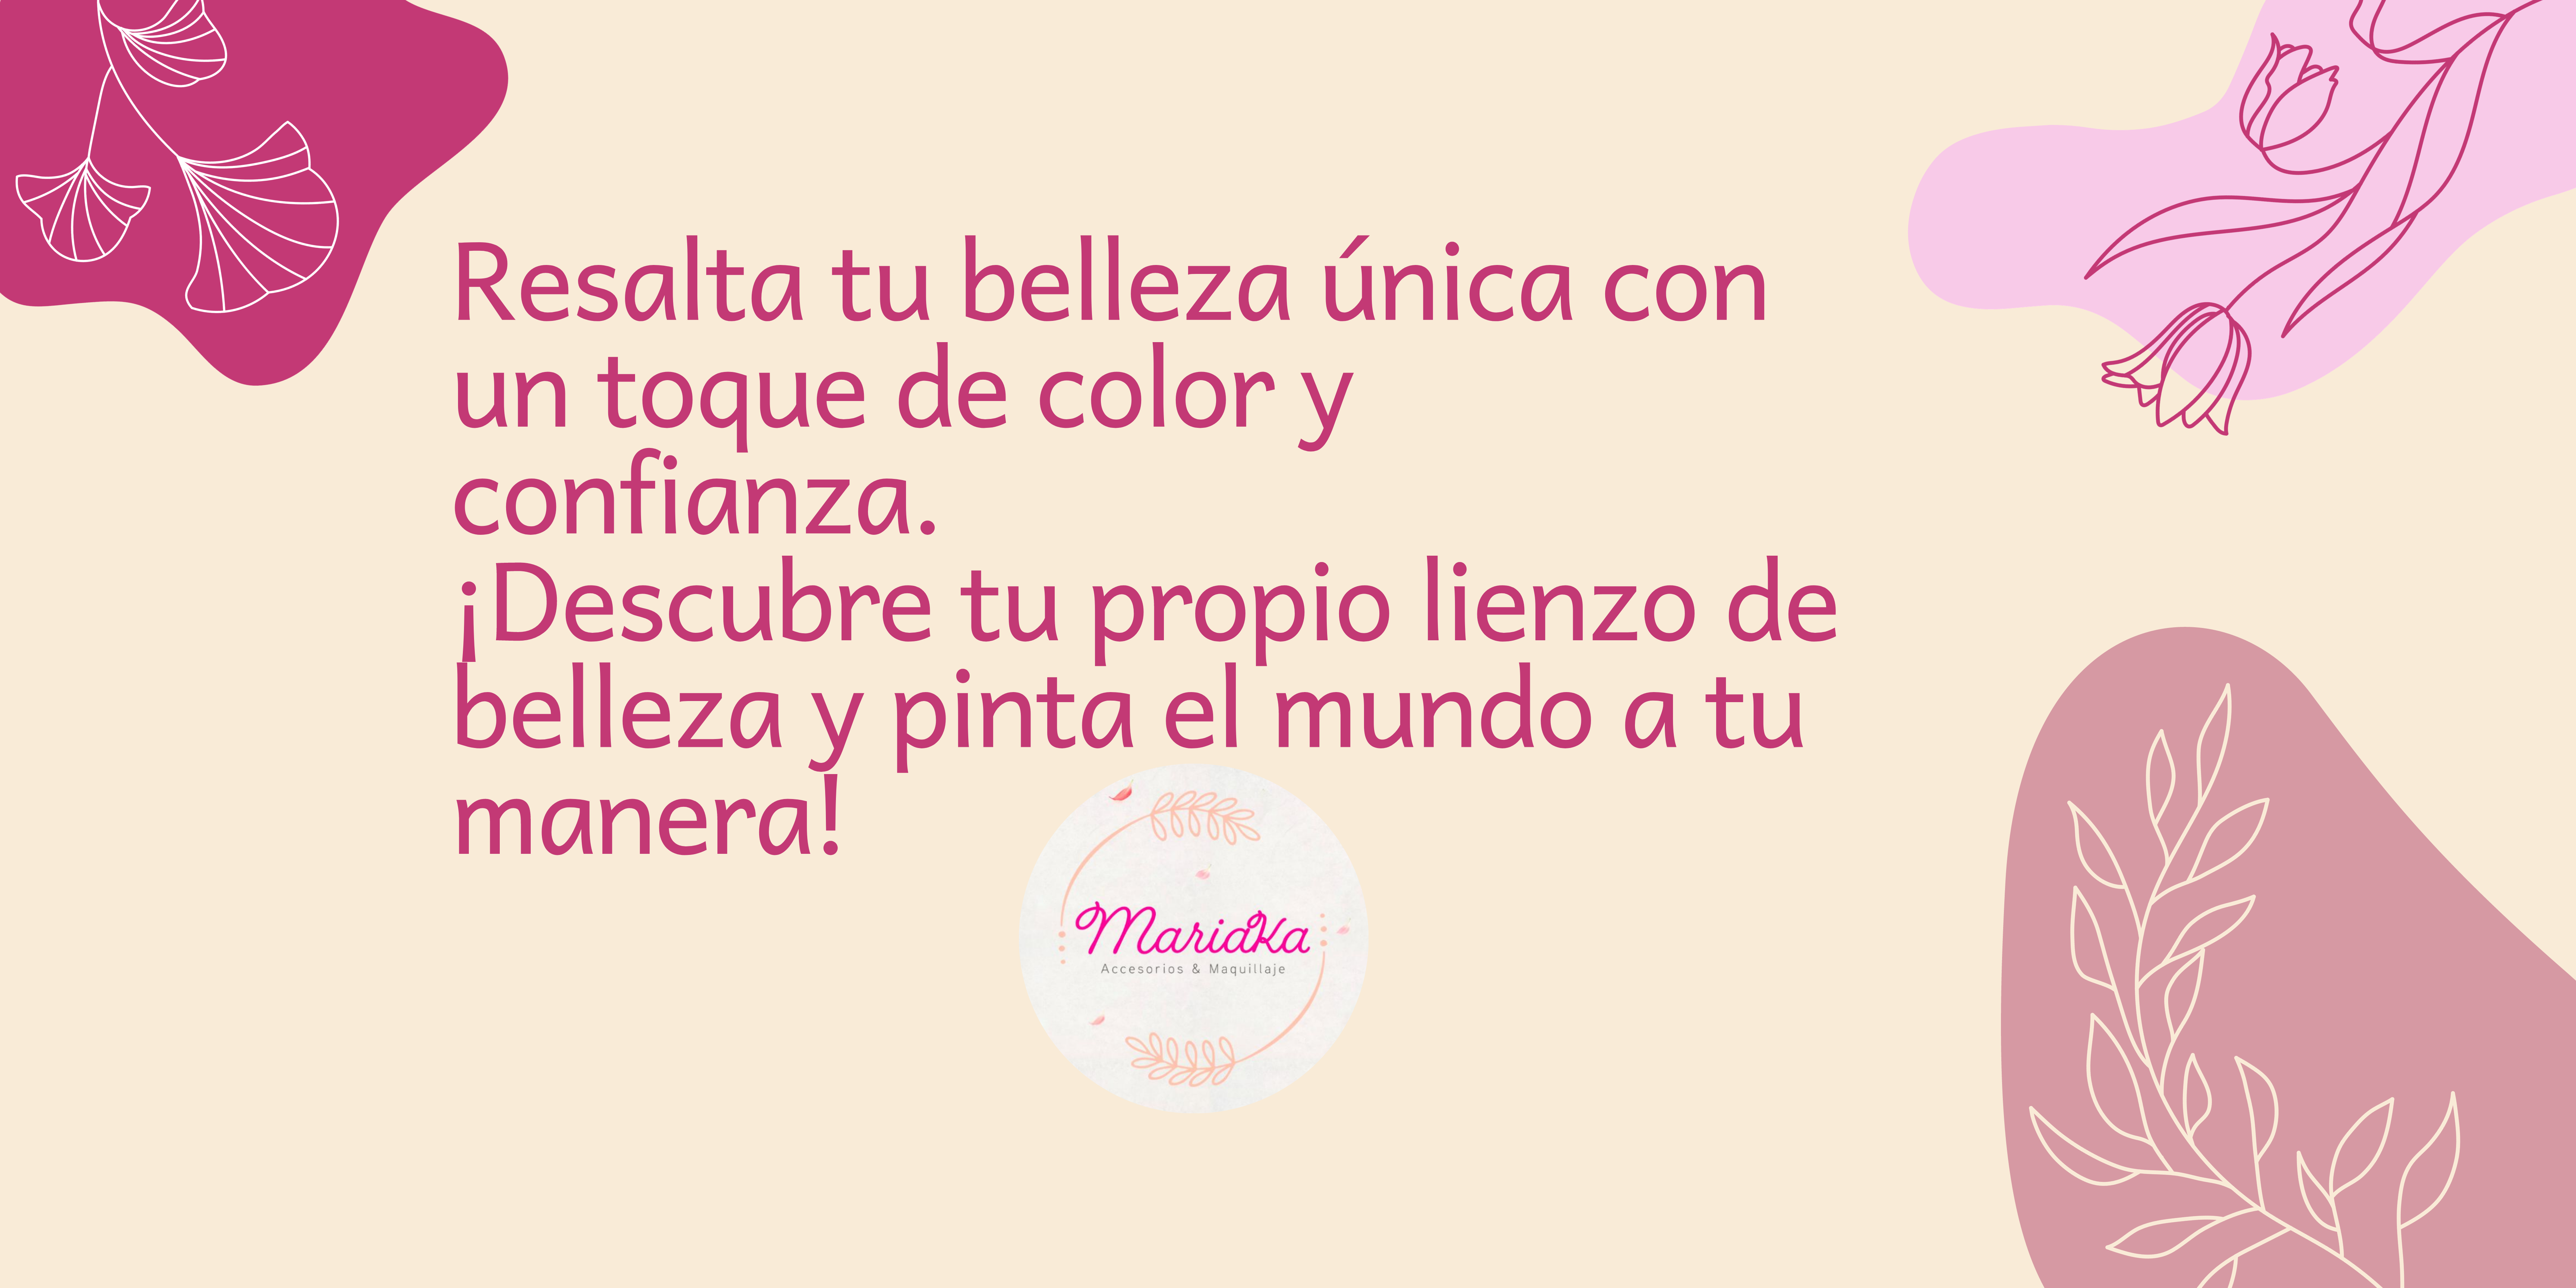 Resalta tu belleza única con
un toque de color y
confianza.
¡Descubre tu propio lienzo de
belleza y pinta el mundo a tu
manera!
MariaKa
Accesorios & Maquillaje